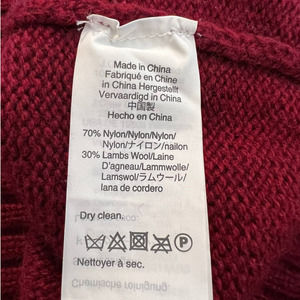 Made in China
Fabriqué en Chine
in China Hergestellt
Vervaardigd in China
中国製
Hecho en China
70% Nylon/Nylon/Nylon/
Nylon/ナイロン/nailon
30% Lambs Wool/Laine
D'agneau/Lammwolle/
Lamswol/ラムウール/
lana de cordero
Dry clean.
P
Nettoyer à sec.
Chemische reinigung.